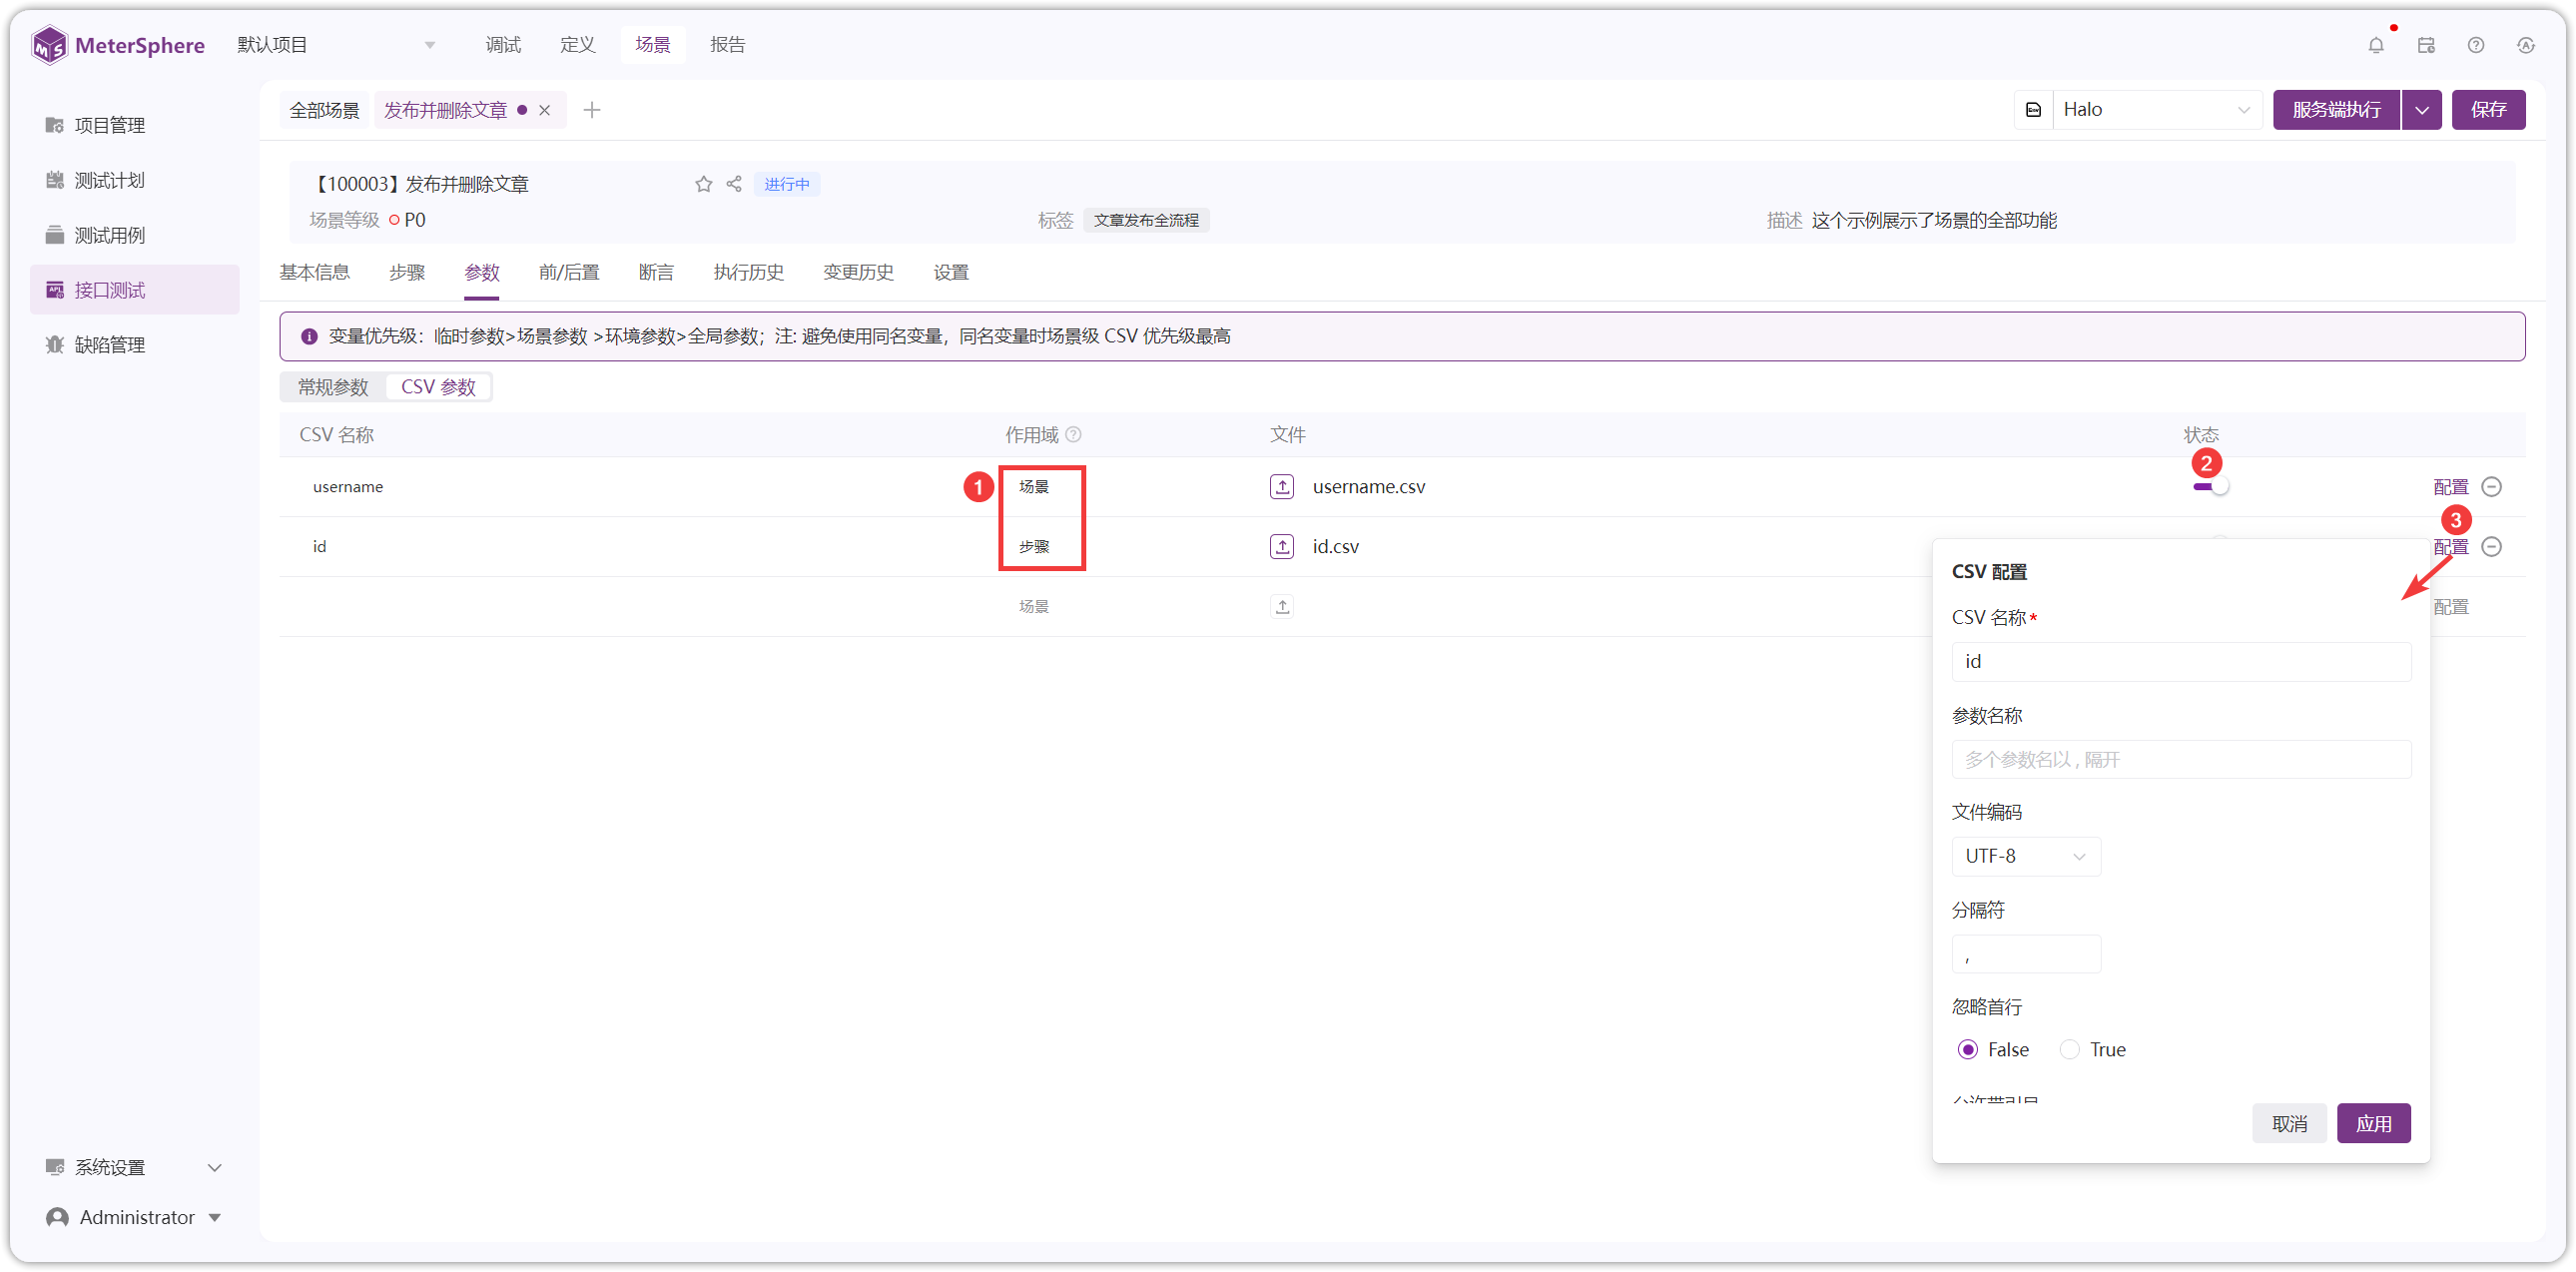 MeterSphere 默认项目 调试 定义 场景 报告
项目管理
测试计划
测试用例
接口测试
缺陷管理
系统设置
Administrator
全部场景 发布并删除文章 Halo 服务端执行 保存
【100003】发布并删除文章 进行中
场景等级 P0 标签 文章发布全流程 描述 这个示例展示了场景的全部功能
基本信息 步骤 参数 前/后置 断言 执行历史 变更历史 设置
变量优先级：临时参数>场景参数 >环境参数>全局参数；注: 避免使用同名变量，同名变量时场景级 CSV 优先级最高
常规参数 CSV 参数
CSV 名称 作用域 文件 状态
2
username 1 场景 username.csv 配置
3
id 步骤 id.csv 配置
场景 配置
CSV 配置
CSV 名称*
id
参数名称
多个参数名以 , 隔开
文件编码
UTF-8
分隔符
,
忽略首行
False True
取消 应用